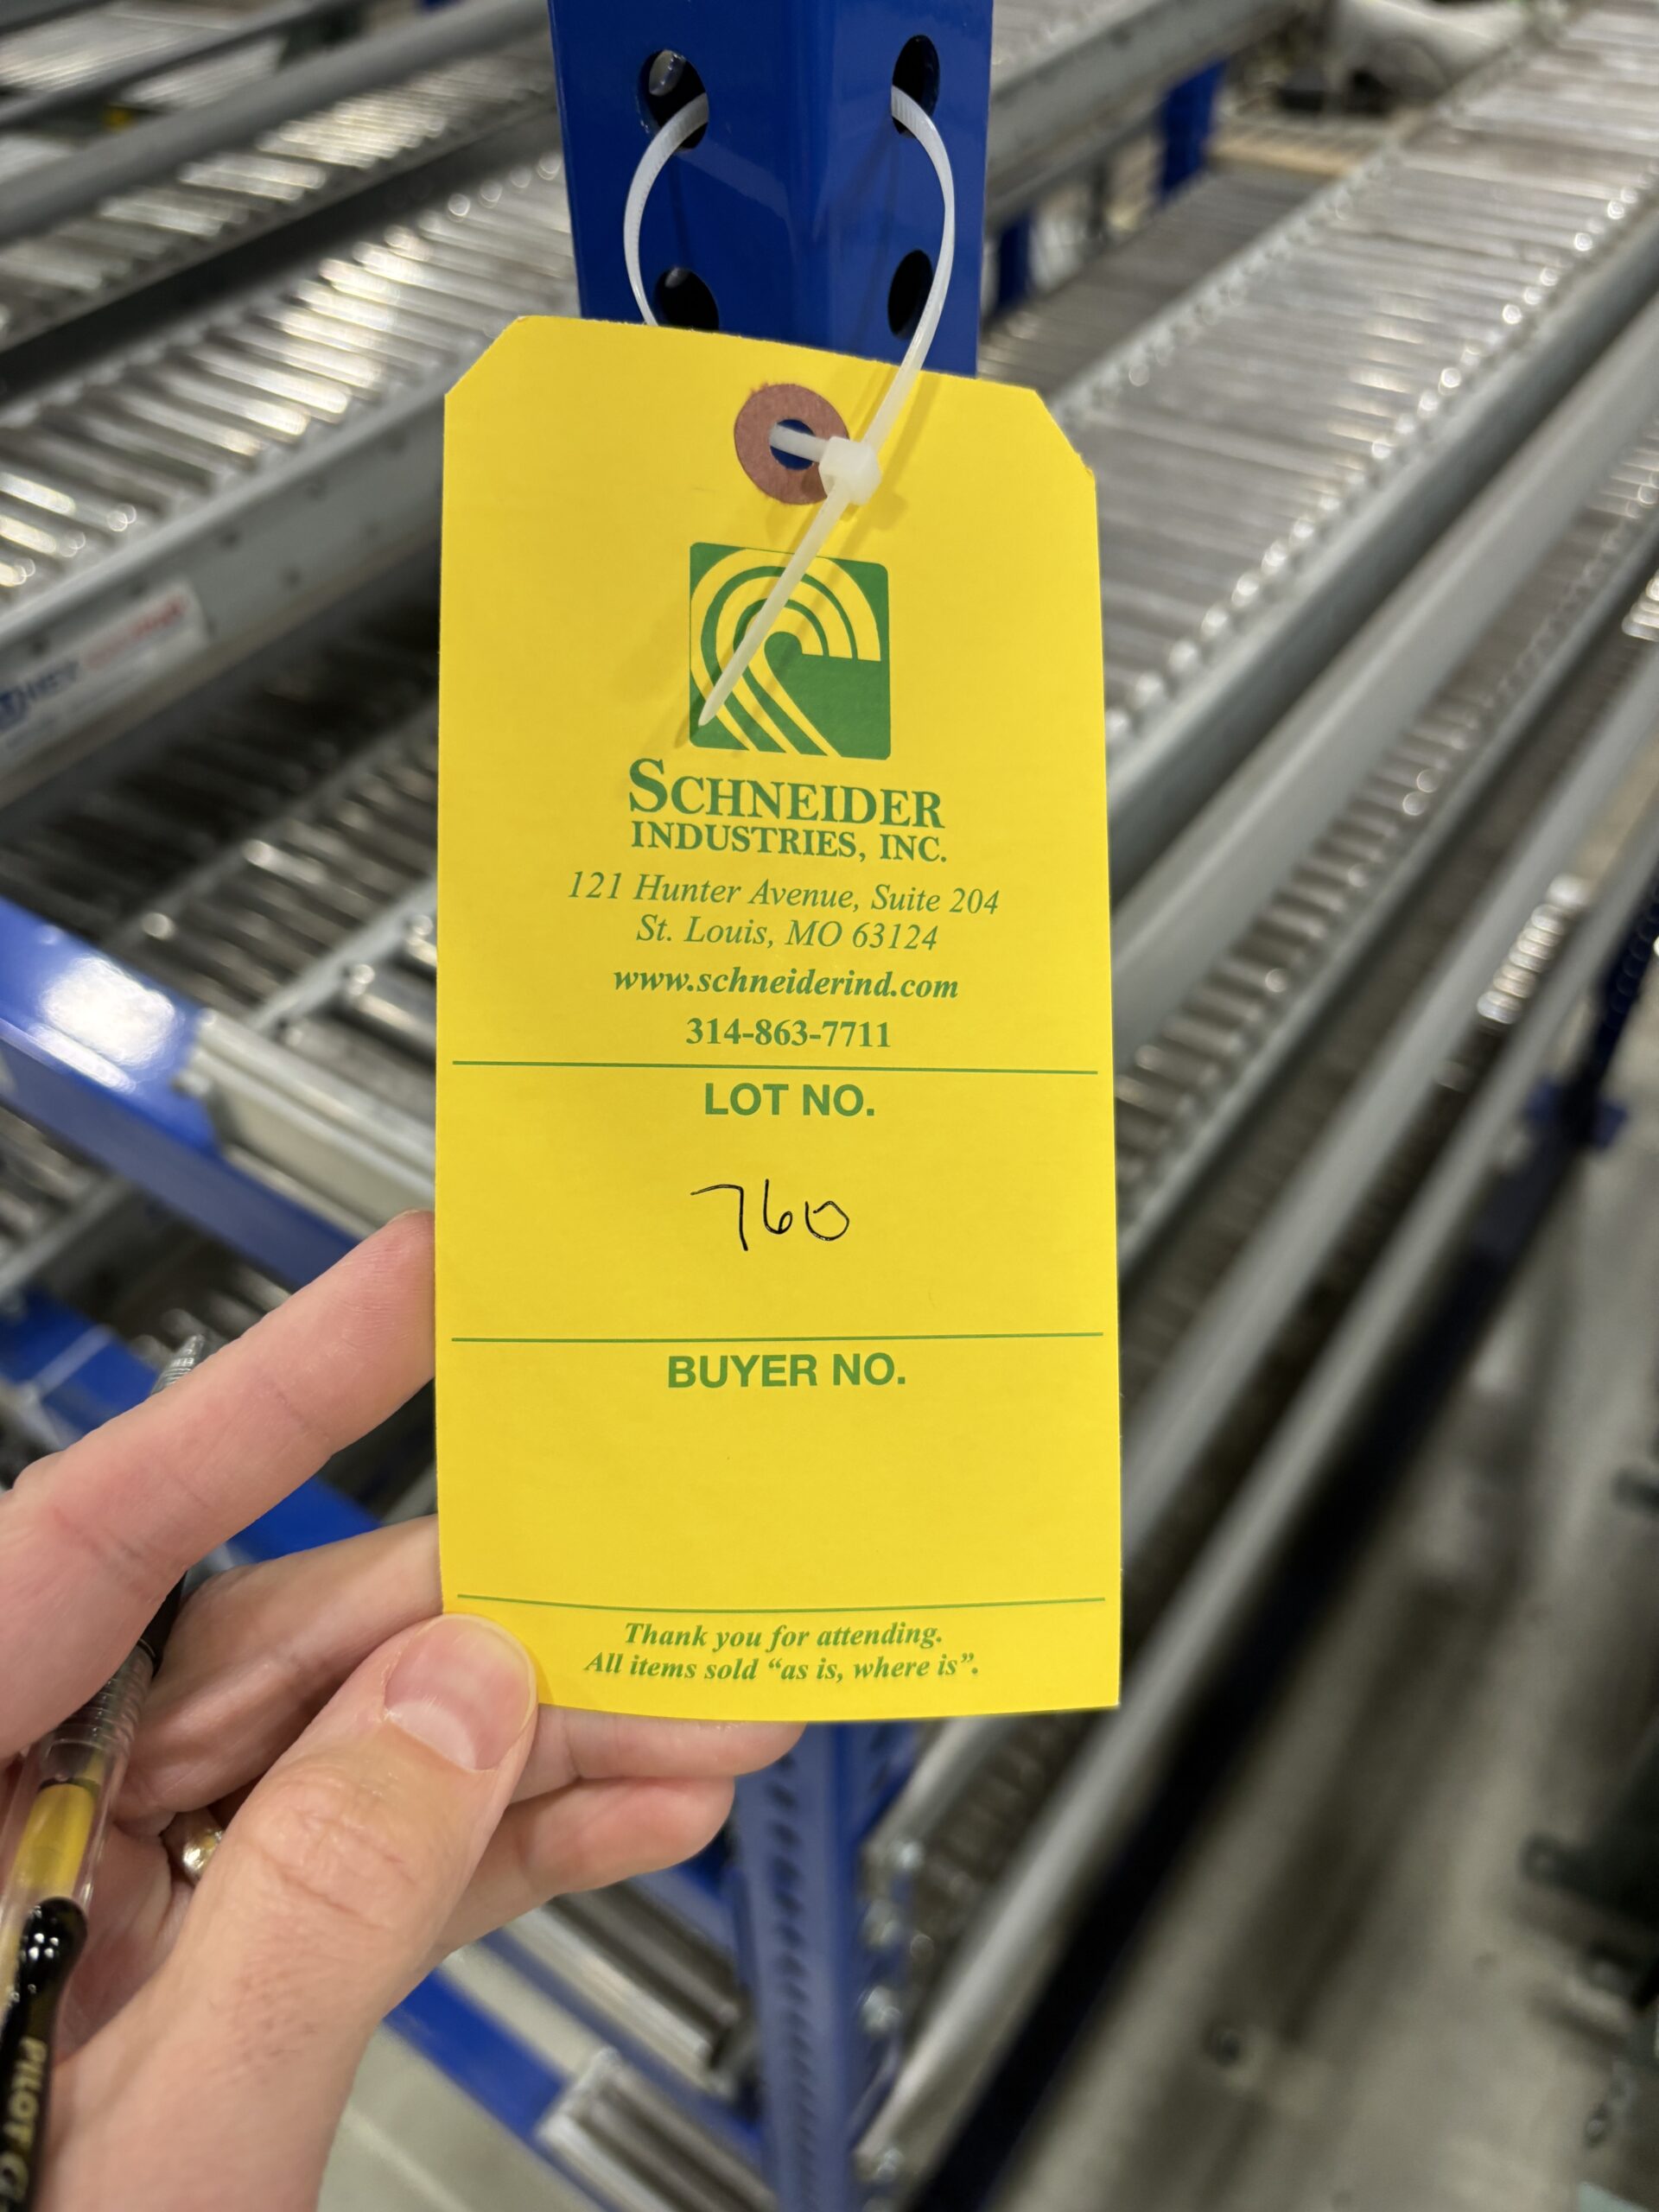 SCHNEIDER
INDUSTRIES, INC.
121 Hunter Avenue, Suite 204
St. Louis, MO 63124
www.schneiderind.com
314-863-7711
LOT NO.
760
BUYER NO.
Thank you for attending.
All items sold “as is, where is”.
PILOT G